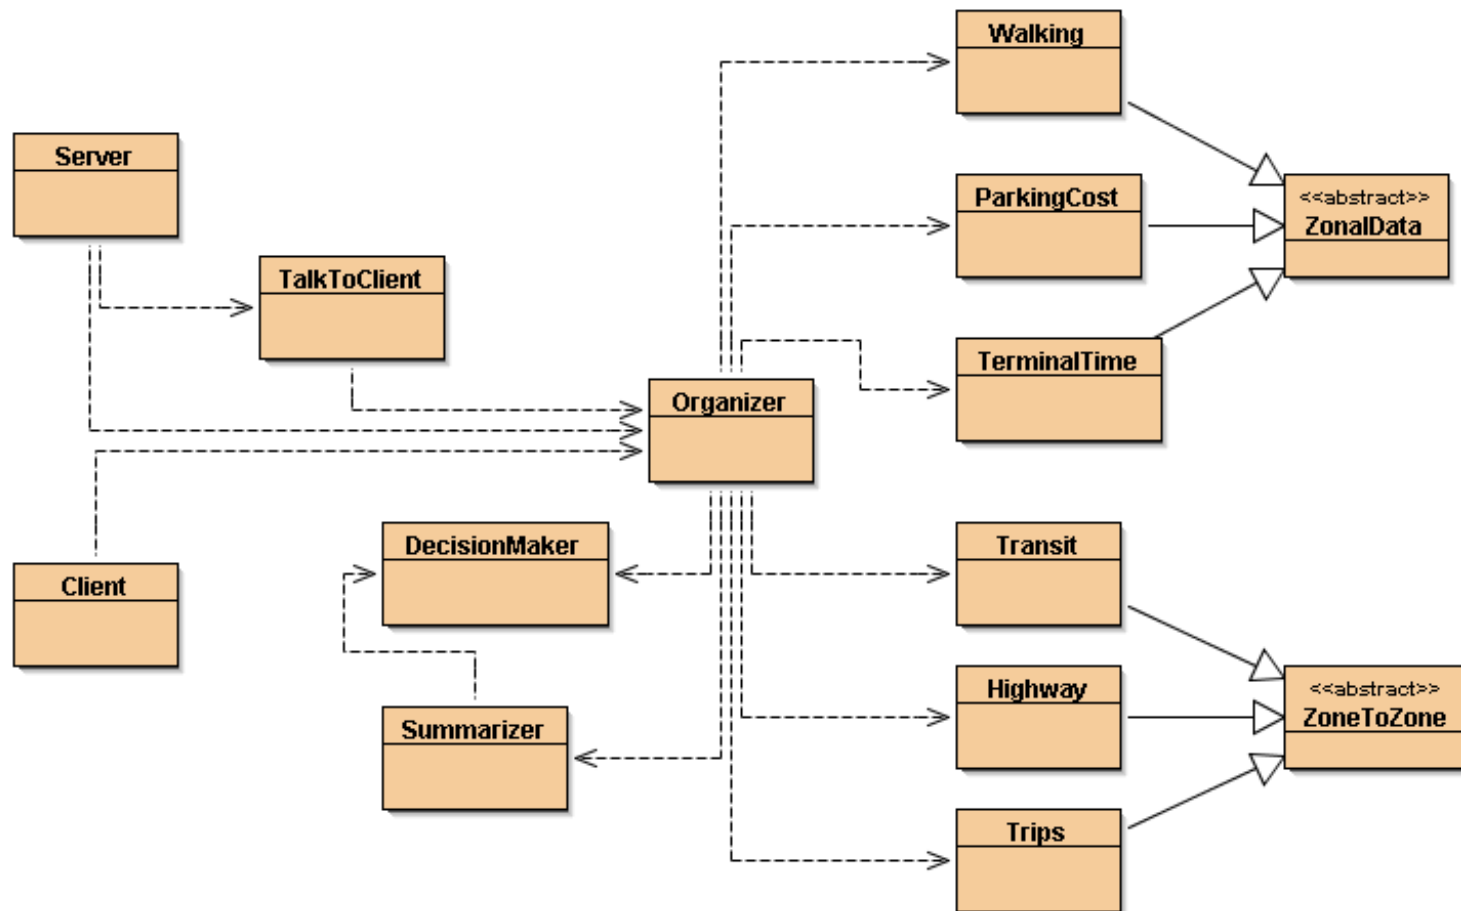 Walking
Server
<<abstract>>
ZonalData
ParkingCost
TalkToClient
TerminalTime
Organizer
DecisionMaker
Transit
Client
Highway
<<abstract>>
ZoneToZone
Summarizer
Trips